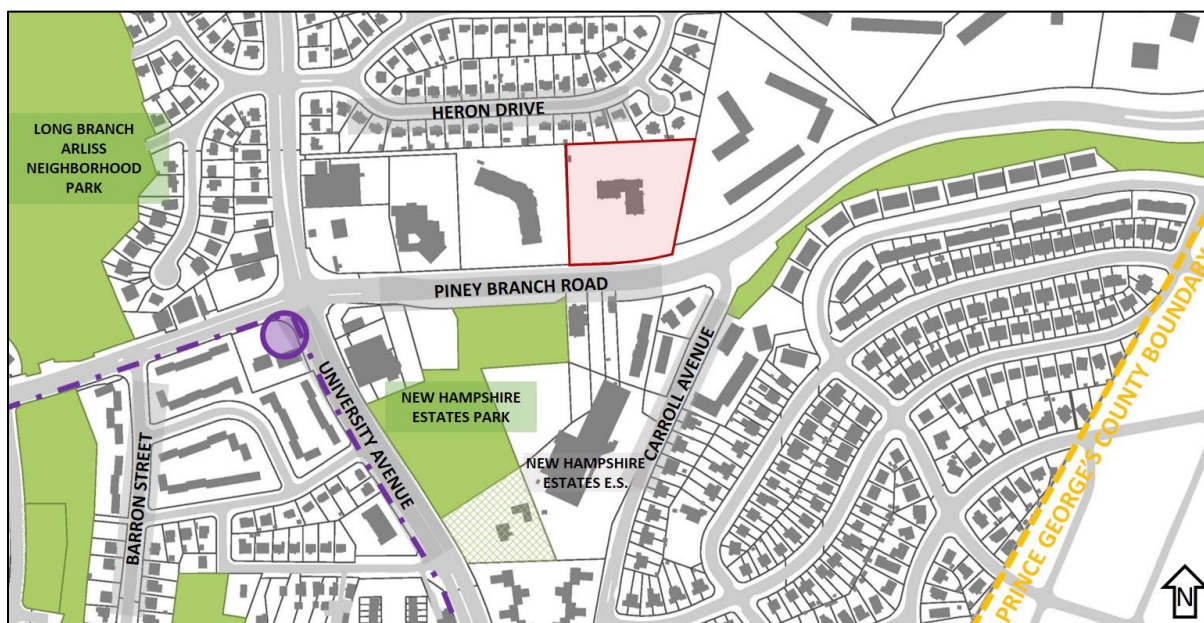 HERON DRIVE
LONG BRANCH
ARLISS
NEIGHBORHOOD
PARK
PINEY BRANCH ROAD
UNIVERSITY AVENUE
NEW HAMPSHIRE
ESTATES PARK
CARROLL AVENUE
BARRON STREET
NEW HAMPSHIRE
ESTATES E.S.
PRINCE GEORGE'S COUNTY BOUNDARY
N